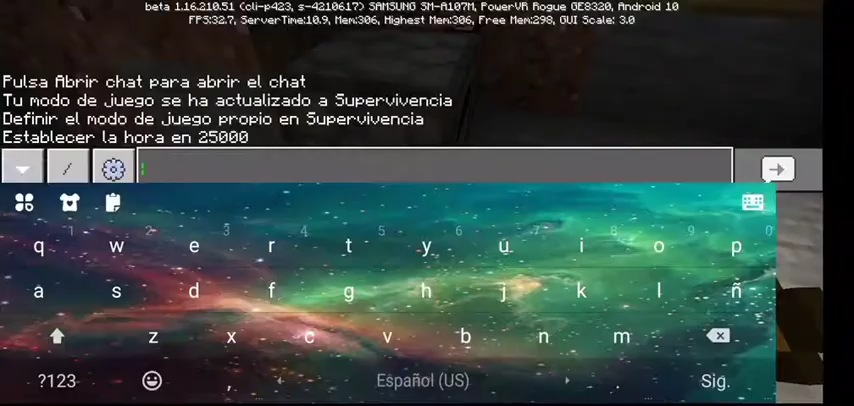 beta 1.16.210.51 (cli-p423, s-4210617) SAMSUNG SM-A107M, PowerVR Rogue GE8320, Android 10
FPS:32.7, ServerTime:10.9, Mem:306, Highest Mem:306, Free Mem:298, GUI Scale: 3.0
Pulsa Abrir chat para abrir el chat
Tu modo de juego se ha actualizado a Supervivencia
Definir el modo de juego propio en Supervivencia
Establecer la hora en 25000
/
1 2 3 4 5 6 7 8 9 0
q w e r t y u i o p
a s d f g h j k l ñ
z x c v b n m
?123 , Español (US) . Sig.